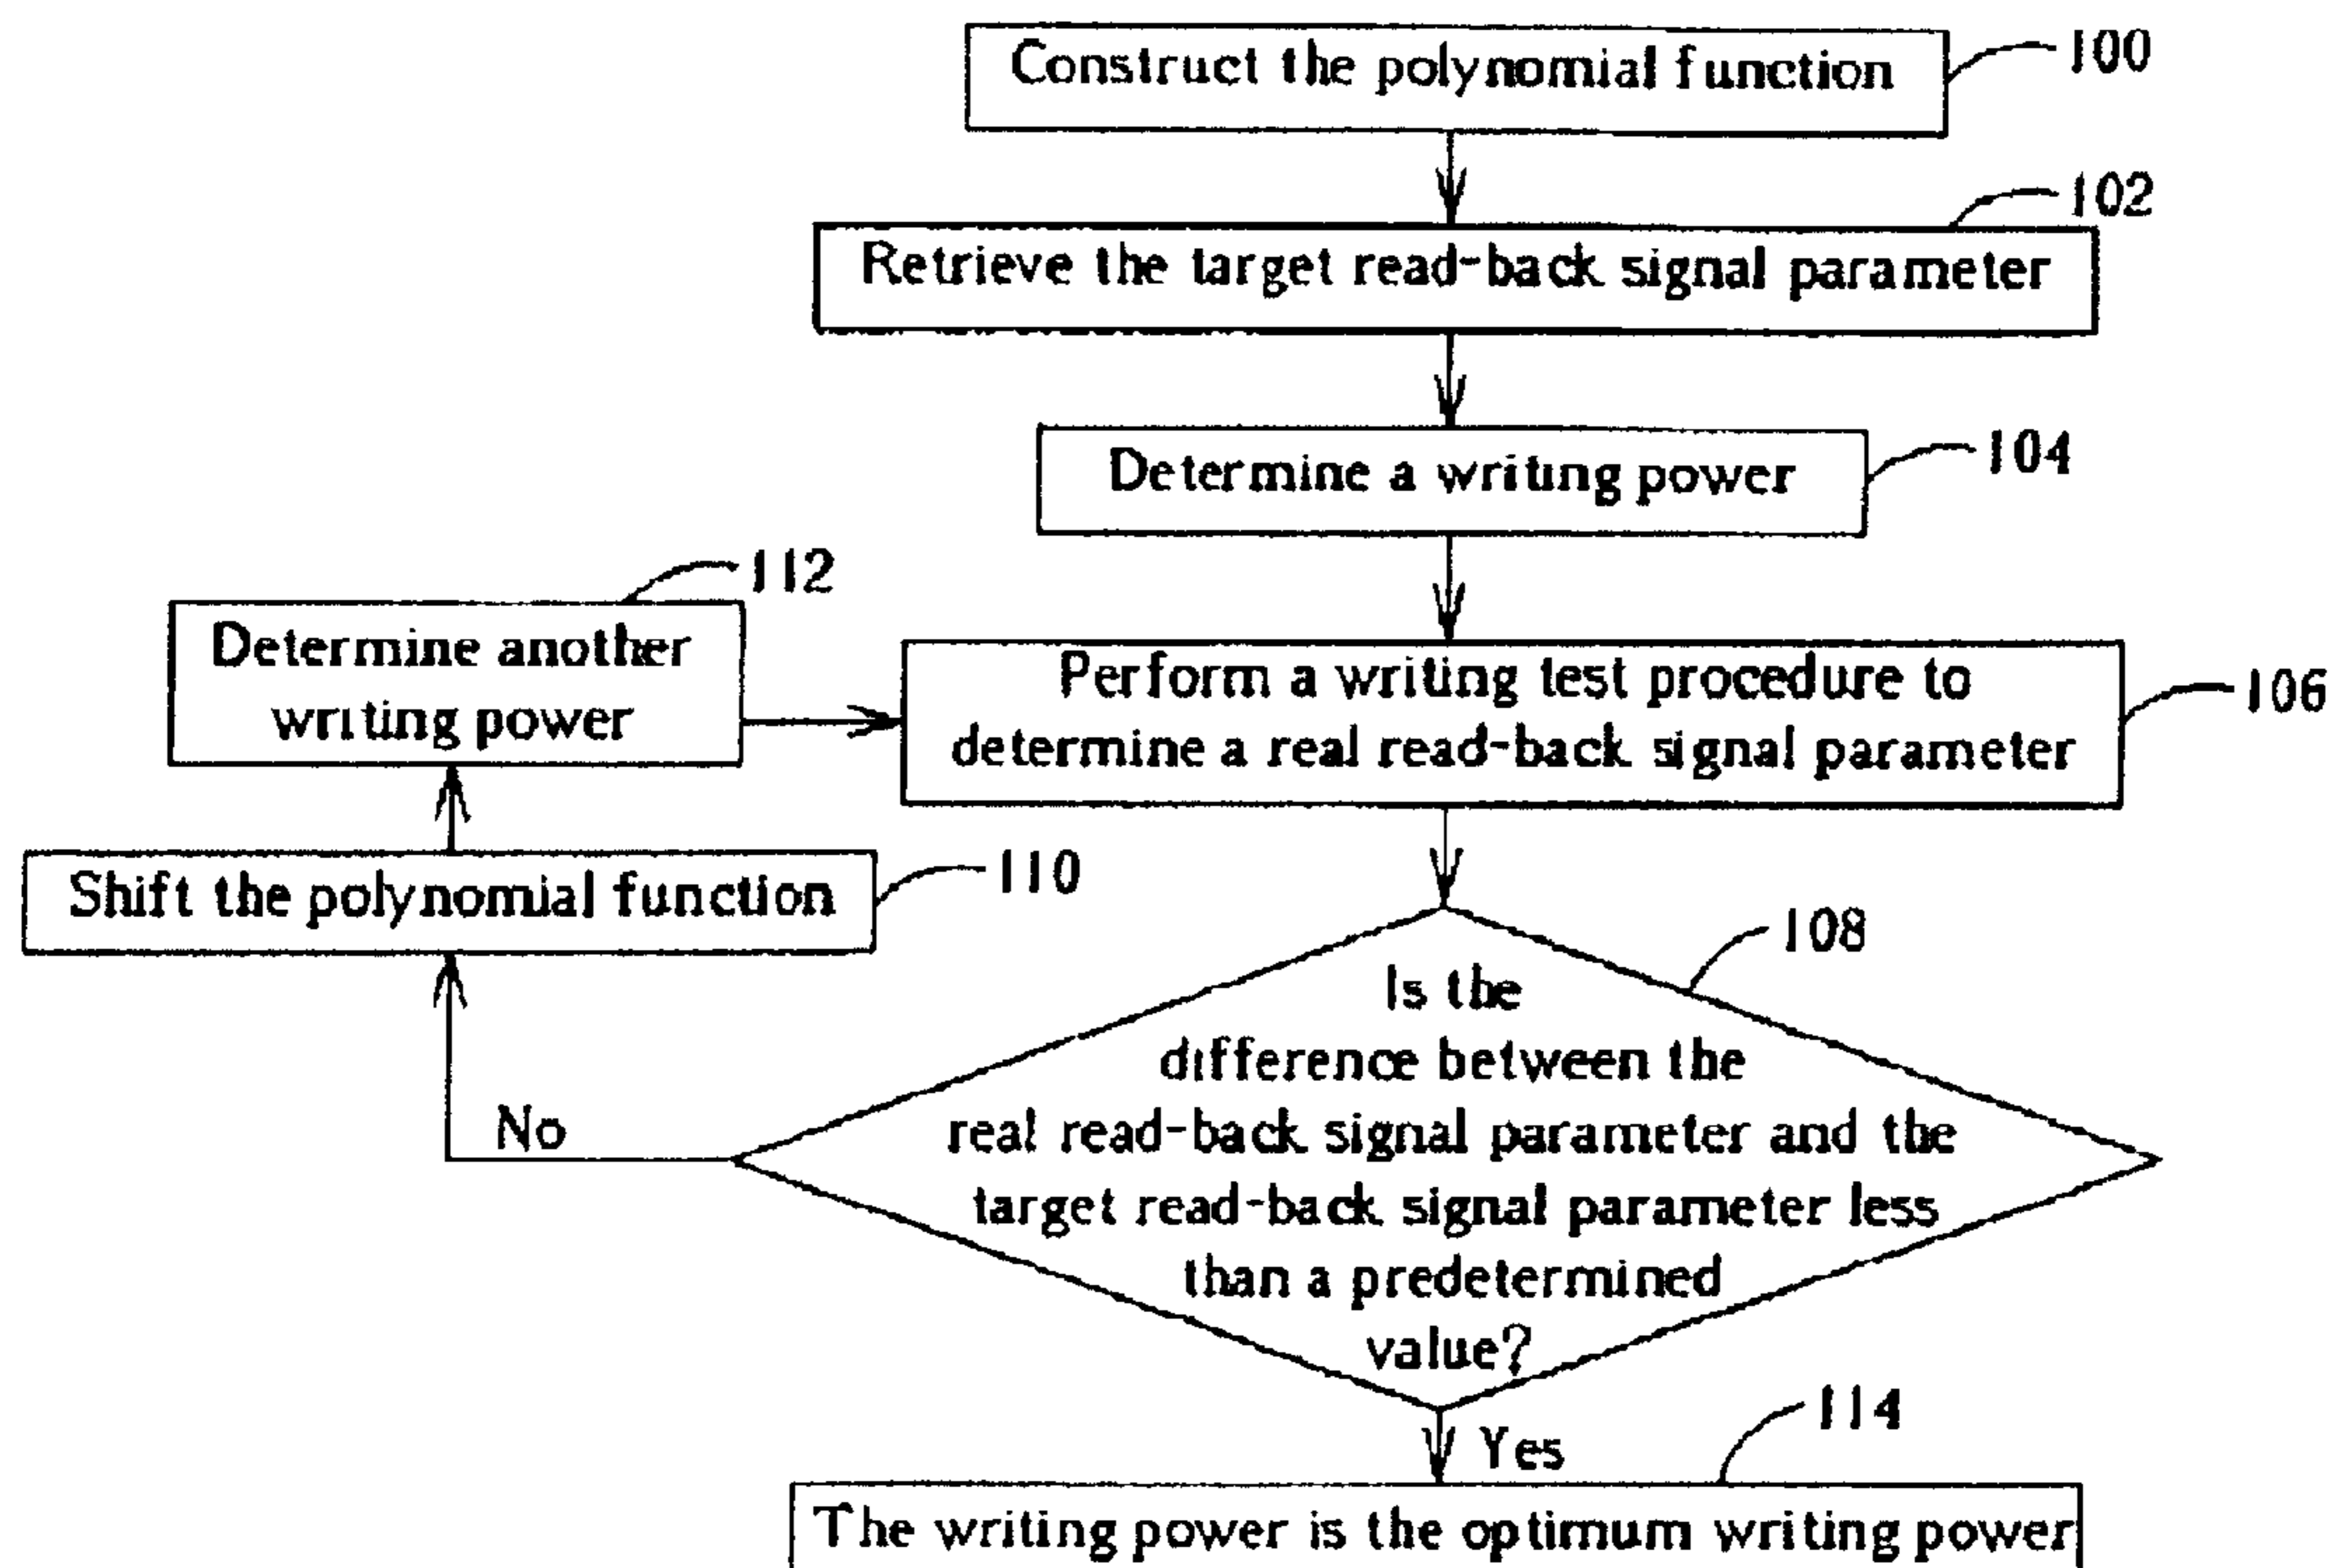 Construct the polynomial function
100
Retrieve the target read-back signal parameter
102
Determine a writing power
104
Determine another
writing power
112
Perform a writing test procedure to
determine a real read-back signal parameter
106
Shift the polynomial function
110
Is the
difference between the
real read-back signal parameter and the
target read-back signal parameter less
than a predetermined
value?
108
No
Yes
114
The writing power is the optimum writing power